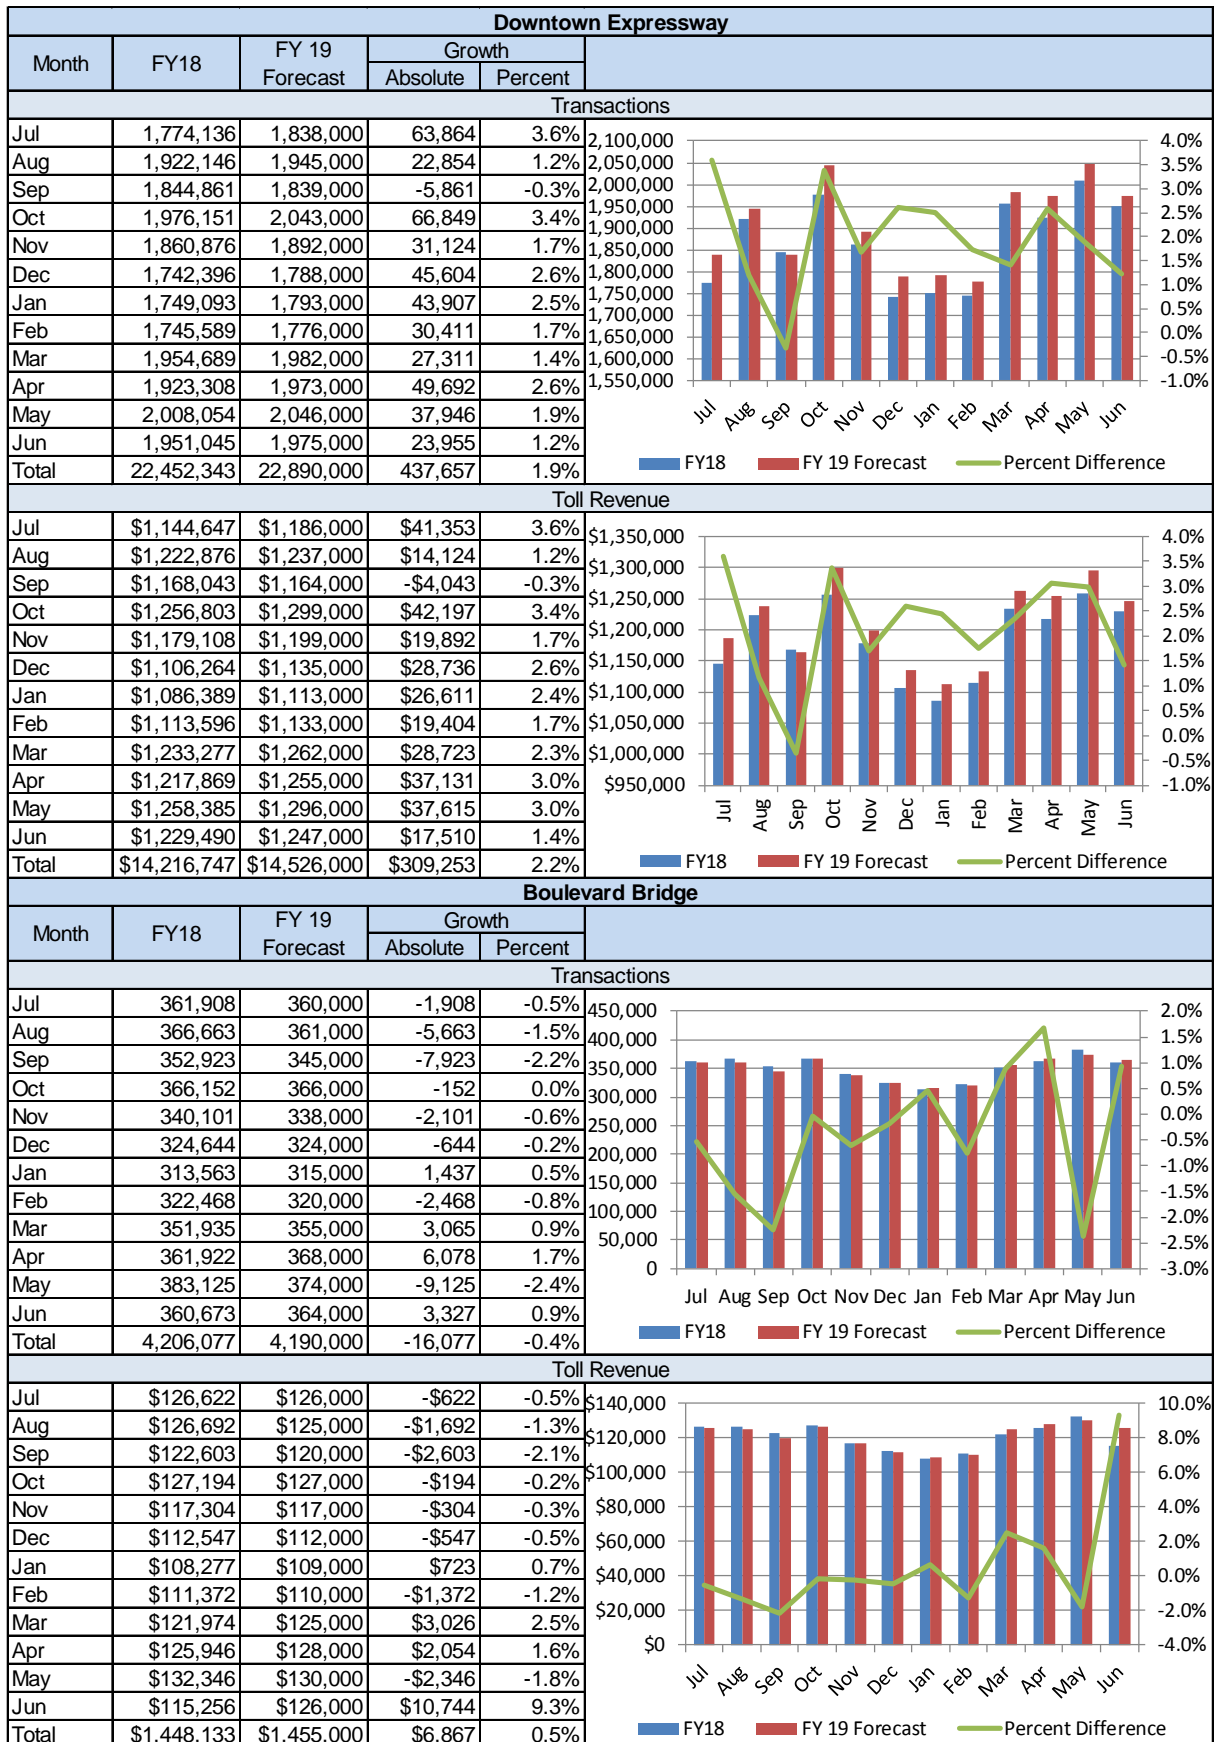 Downtown Expressway
Month FY18 FY 19 Forecast Growth
Absolute Percent
Transactions
Jul 1,774,136 1,838,000 63,864 3.6%
Aug 1,922,146 1,945,000 22,854 1.2%
Sep 1,844,861 1,839,000 -5,861 -0.3%
Oct 1,976,151 2,043,000 66,849 3.4%
Nov 1,860,876 1,892,000 31,124 1.7%
Dec 1,742,396 1,788,000 45,604 2.6%
Jan 1,749,093 1,793,000 43,907 2.5%
Feb 1,745,589 1,776,000 30,411 1.7%
Mar 1,954,689 1,982,000 27,311 1.4%
Apr 1,923,308 1,973,000 49,692 2.6%
May 2,008,054 2,046,000 37,946 1.9%
Jun 1,951,045 1,975,000 23,955 1.2%
Total 22,452,343 22,890,000 437,657 1.9%
2,100,000 4.0%
2,050,000 3.5%
2,000,000 3.0%
1,950,000 2.5%
1,900,000 2.0%
1,850,000 1.5%
1,800,000 1.0%
1,750,000 0.5%
1,700,000 0.0%
1,650,000 -0.5%
1,600,000 -1.0%
1,550,000
Jul Aug Sep Oct Nov Dec Jan Feb Mar Apr May Jun
FY18 FY 19 Forecast Percent Difference
Toll Revenue
Jul $1,144,647 $1,186,000 $41,353 3.6%
Aug $1,222,876 $1,237,000 $14,124 1.2%
Sep $1,168,043 $1,164,000 -$4,043 -0.3%
Oct $1,256,803 $1,299,000 $42,197 3.4%
Nov $1,179,108 $1,199,000 $19,892 1.7%
Dec $1,106,264 $1,135,000 $28,736 2.6%
Jan $1,086,389 $1,113,000 $26,611 2.4%
Feb $1,113,596 $1,133,000 $19,404 1.7%
Mar $1,233,277 $1,262,000 $28,723 2.3%
Apr $1,217,869 $1,255,000 $37,131 3.0%
May $1,258,385 $1,296,000 $37,615 3.0%
Jun $1,229,490 $1,247,000 $17,510 1.4%
Total $14,216,747 $14,526,000 $309,253 2.2%
$1,350,000 4.0%
$1,300,000 3.5%
$1,250,000 3.0%
$1,200,000 2.5%
$1,150,000 2.0%
$1,100,000 1.5%
$1,050,000 1.0%
$1,000,000 0.5%
$950,000 0.0%
-0.5%
-1.0%
Jul Aug Sep Oct Nov Dec Jan Feb Mar Apr May Jun
FY18 FY 19 Forecast Percent Difference
Boulevard Bridge
Month FY18 FY 19 Forecast Growth
Absolute Percent
Transactions
Jul 361,908 360,000 -1,908 -0.5%
Aug 366,663 361,000 -5,663 -1.5%
Sep 352,923 345,000 -7,923 -2.2%
Oct 366,152 366,000 -152 0.0%
Nov 340,101 338,000 -2,101 -0.6%
Dec 324,644 324,000 -644 -0.2%
Jan 313,563 315,000 1,437 0.5%
Feb 322,468 320,000 -2,468 -0.8%
Mar 351,935 355,000 3,065 0.9%
Apr 361,922 368,000 6,078 1.7%
May 383,125 374,000 -9,125 -2.4%
Jun 360,673 364,000 3,327 0.9%
Total 4,206,077 4,190,000 -16,077 -0.4%
450,000 2.0%
400,000 1.5%
350,000 1.0%
300,000 0.5%
250,000 0.0%
200,000 -0.5%
150,000 -1.0%
100,000 -1.5%
50,000 -2.0%
0 -2.5%
-3.0%
Jul Aug Sep Oct Nov Dec Jan Feb Mar Apr May Jun
FY18 FY 19 Forecast Percent Difference
Toll Revenue
Jul $126,622 $126,000 -$622 -0.5%
Aug $126,692 $125,000 -$1,692 -1.3%
Sep $122,603 $120,000 -$2,603 -2.1%
Oct $127,194 $127,000 -$194 -0.2%
Nov $117,304 $117,000 -$304 -0.3%
Dec $112,547 $112,000 -$547 -0.5%
Jan $108,277 $109,000 $723 0.7%
Feb $111,372 $110,000 -$1,372 -1.2%
Mar $121,974 $125,000 $3,026 2.5%
Apr $125,946 $128,000 $2,054 1.6%
May $132,346 $130,000 -$2,346 -1.8%
Jun $115,256 $126,000 $10,744 9.3%
Total $1,448,133 $1,455,000 $6,867 0.5%
$140,000 10.0%
$120,000 8.0%
$100,000 6.0%
$80,000 4.0%
$60,000 2.0%
$40,000 0.0%
$20,000 -2.0%
$0 -4.0%
Jul Aug Sep Oct Nov Dec Jan Feb Mar Apr May Jun
FY18 FY 19 Forecast Percent Difference